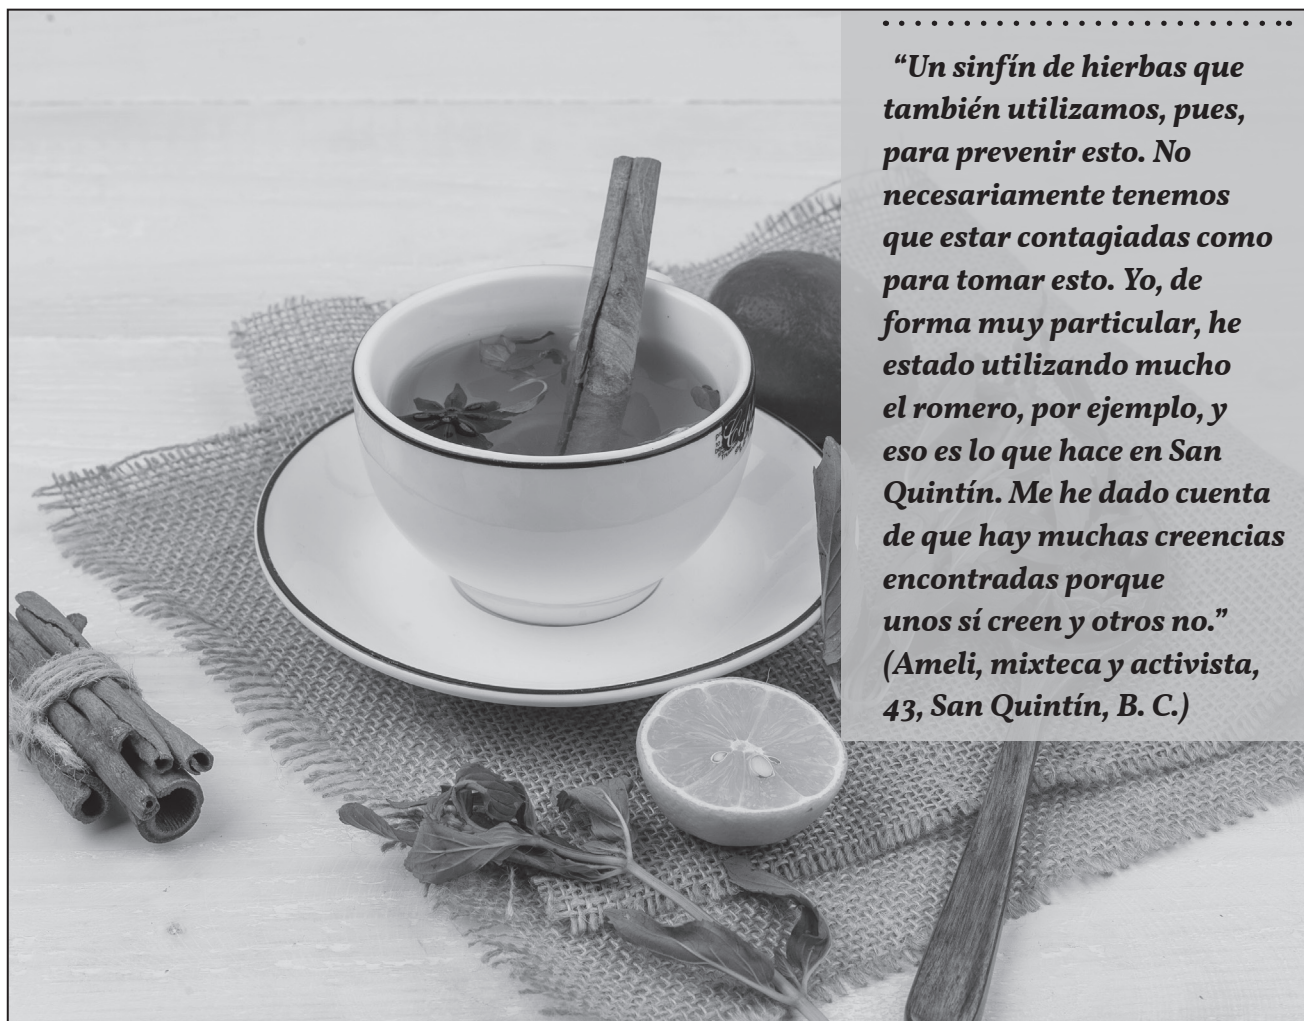 “Un sinfín de hierbas que
también utilizamos, pues,
para prevenir esto. No
necesariamente tenemos
que estar contagiadas como
para tomar esto. Yo, de
forma muy particular, he
estado utilizando mucho
el romero, por ejemplo, y
eso es lo que hace en San
Quintín. Me he dado cuenta
de que hay muchas creencias
encontradas porque
unos sí creen y otros no.”
(Ameli, mixteca y activista,
43, San Quintín, B. C.)